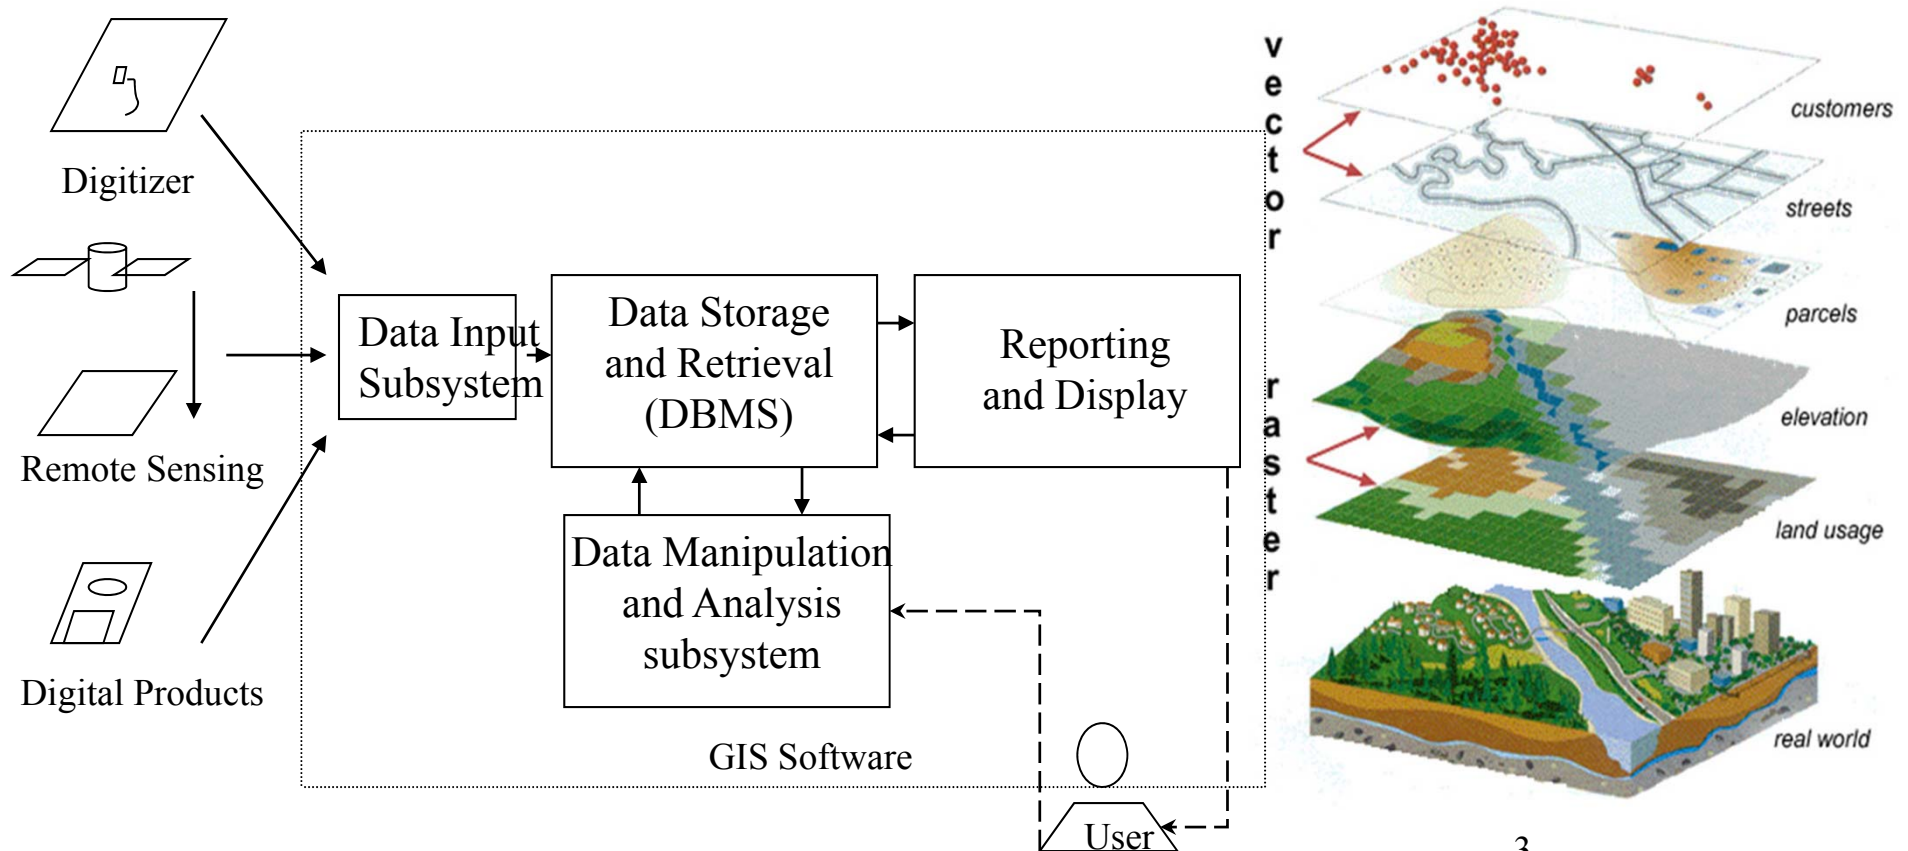 Digitizer
Remote Sensing
Digital Products
Data Input
Subsystem
Data Storage
and Retrieval
(DBMS)
Reporting
and Display
Data Manipulation
and Analysis
subsystem
GIS Software
User
vector
raster
customers
streets
parcels
elevation
land usage
real world
3